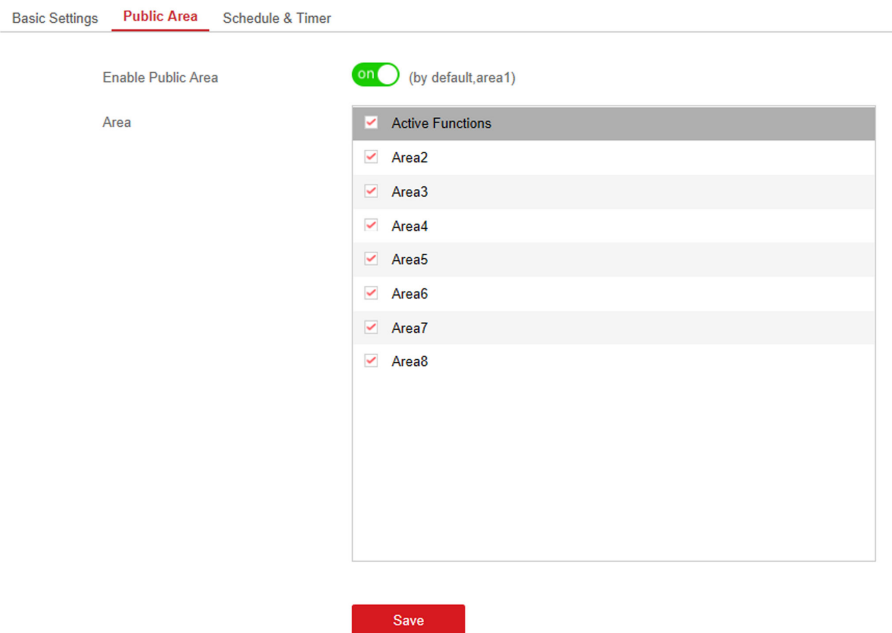 Basic Settings Public Area Schedule & Timer
Enable Public Area on (by default,area1)
Area
Active Functions
Area2
Area3
Area4
Area5
Area6
Area7
Area8
Save